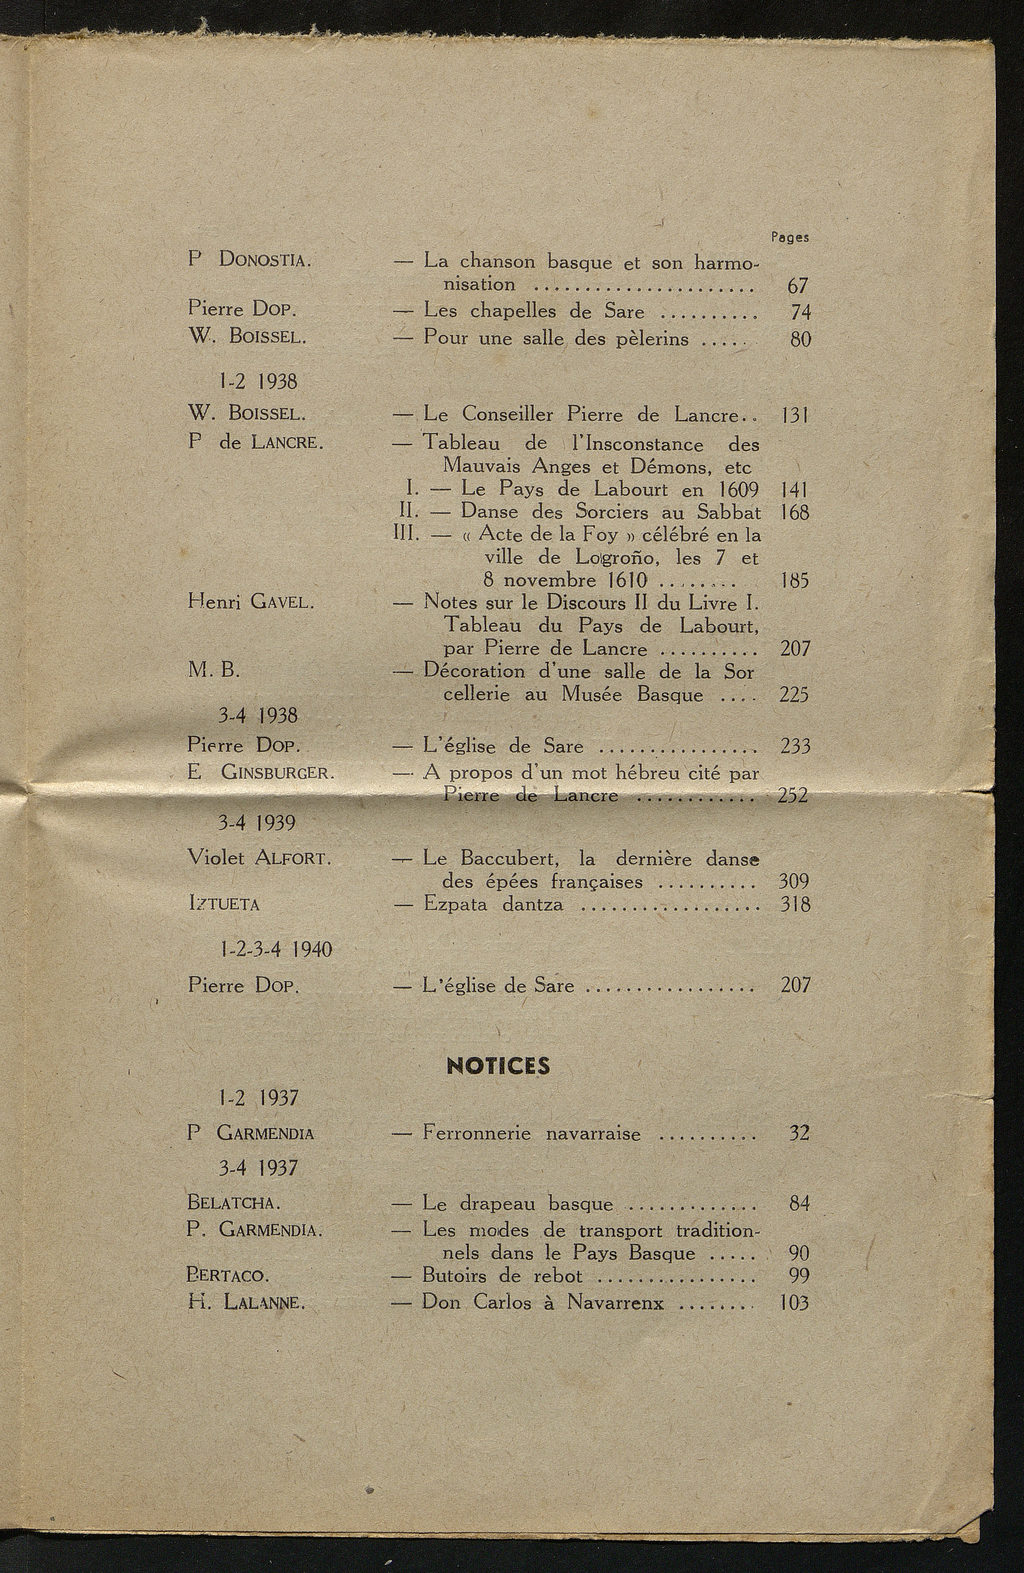 Pages
P DONOSTIA. — La chanson basque et son harmo-
nisation ...................... 67
Pierre DOP. — Les chapelles de Sare .......... 74
W. BOISSEL. — Pour une salle des pèlerins ..... 80
1-2 1938
W. BOISSEL. — Le Conseiller Pierre de Lancre.. 131
P de LANCRE. — Tableau de l'Insconstance des
Mauvais Anges et Démons, etc
I. — Le Pays de Labourt en 1609 141
II. — Danse des Sorciers au Sabbat 168
III. — « Acte de la Foy » célébré en la
ville de Logroño, les 7 et
8 novembre 1610 ........ 185
Henri GAVEL. — Notes sur le Discours II du Livre I.
Tableau du Pays de Labourt,
par Pierre de Lancre .......... 207
M. B. — Décoration d'une salle de la Sor
cellerie au Musée Basque .... 225
3-4 1938
Pierre DOP. — L'église de Sare ................ 233
E GINSBURGER. — A propos d'un mot hébreu cité par
Pierre de Lancre ............ 252
3-4 1939
Violet ALFORT. — Le Baccubert, la dernière danse
des épées françaises .......... 309
IZTUETA — Ezpata dantza .................. 318
1-2-3-4 1940
Pierre DOP. — L'église de Sare ................. 207
NOTICES
1-2 1937
P GARMENDIA — Ferronnerie navarraise .......... 32
3-4 1937
BELATCHA. — Le drapeau basque ............. 84
P. GARMENDIA. — Les modes de transport tradition-
nels dans le Pays Basque ..... 90
BERTACO. — Butoirs de rebot ................ 99
H. LALANNE. — Don Carlos à Navarrenx ........ 103